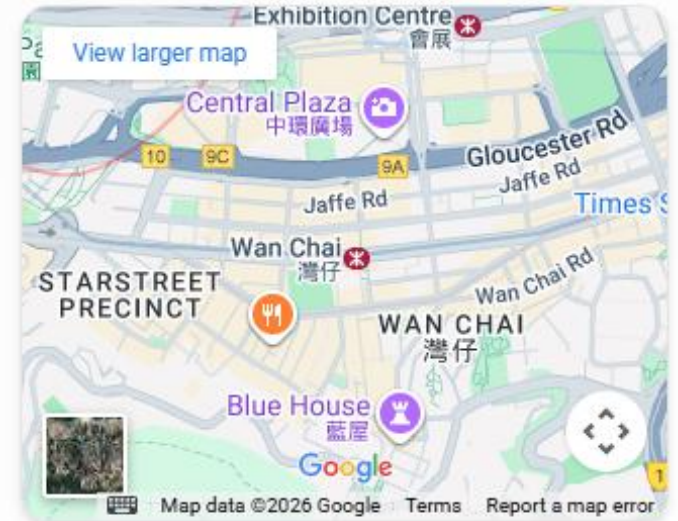 Exhibition Centre
會展
View larger map
園
Central Plaza
中環廣場
10
9C
9A
Gloucester Rd
Jaffe Rd
Jaffe Rd
Times S
Wan Chai
灣仔
STARSTREET
PRECINCT
Wan Chai Rd
WAN CHAI
灣仔
Blue House
藍屋
Google
1
Map data ©2026 Google
Terms
Report a map error